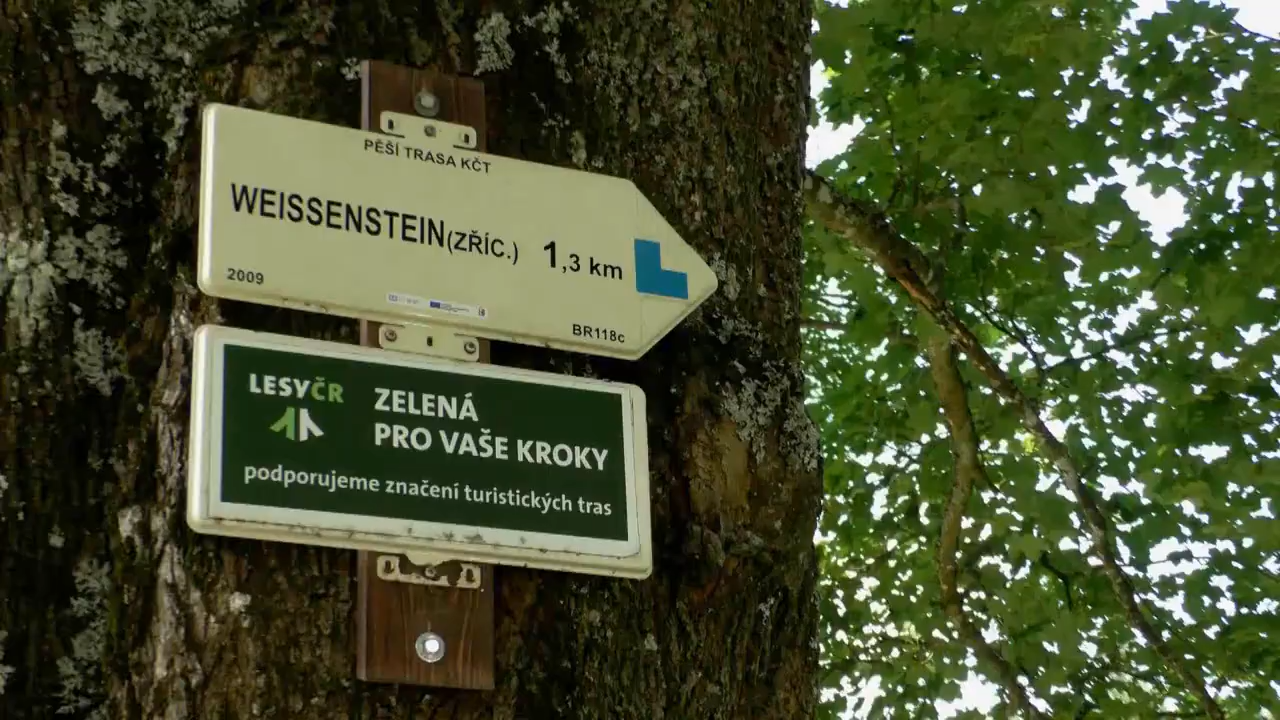 PĚŠÍ TRASA KČT
WEISSENSTEIN(ZŘÍC.) 1,3 km
2009
BR118c
LESYČR
ZELENÁ
PRO VAŠE KROKY
podporujeme značení turistických tras